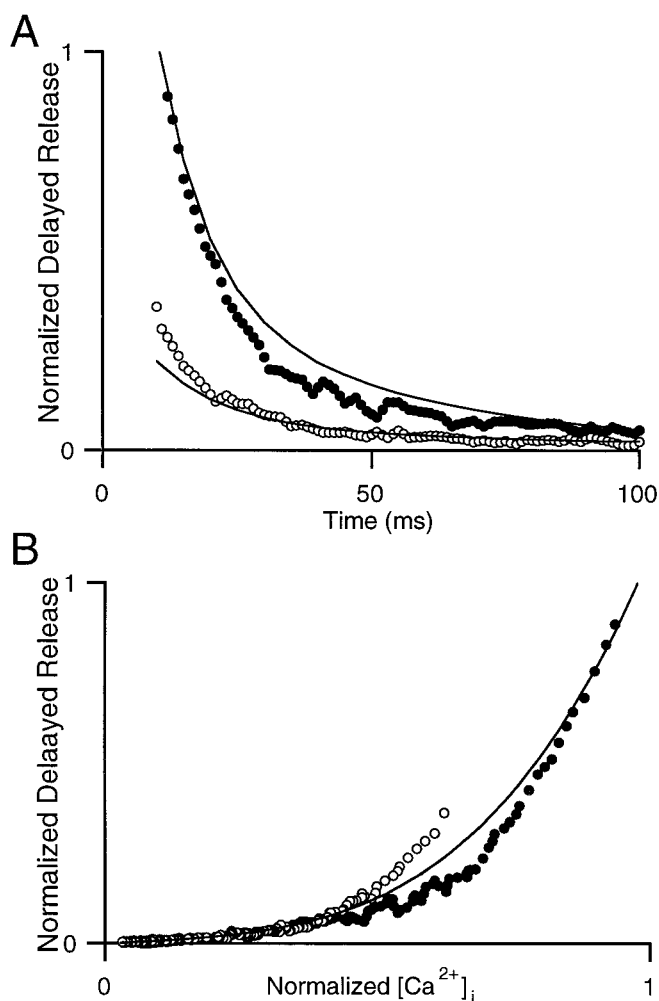 A
1
Normalized Delayed Release
0
0
50
100
Time (ms)
B
1
Normalized Delaayed Release
0
0
Normalized [Ca2+]i
1